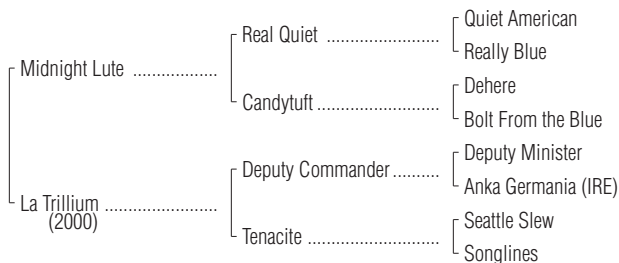 Quiet American
Real Quiet ........................
Really Blue
Midnight Lute .................
Dehere
Candytuft ..........................
Bolt From the Blue
Deputy Minister
Deputy Commander ..........
Anka Germania (IRE)
La Trillium .......................
(2000)
Seattle Slew
Tenacite ............................
Songlines